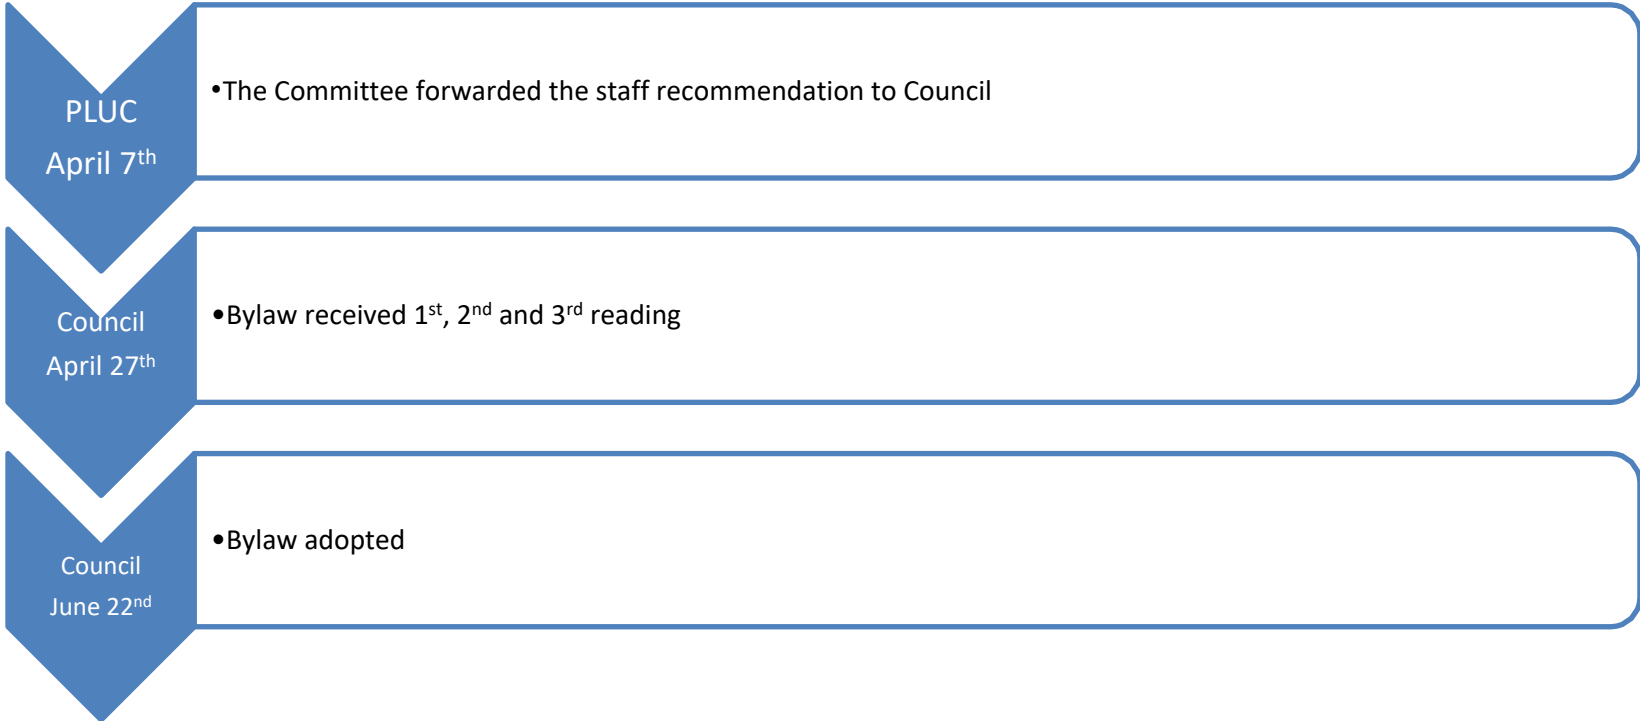 PLUC
April 7th
•The Committee forwarded the staff recommendation to Council
Council
April 27th
•Bylaw received 1st, 2nd and 3rd reading
Council
June 22nd
•Bylaw adopted